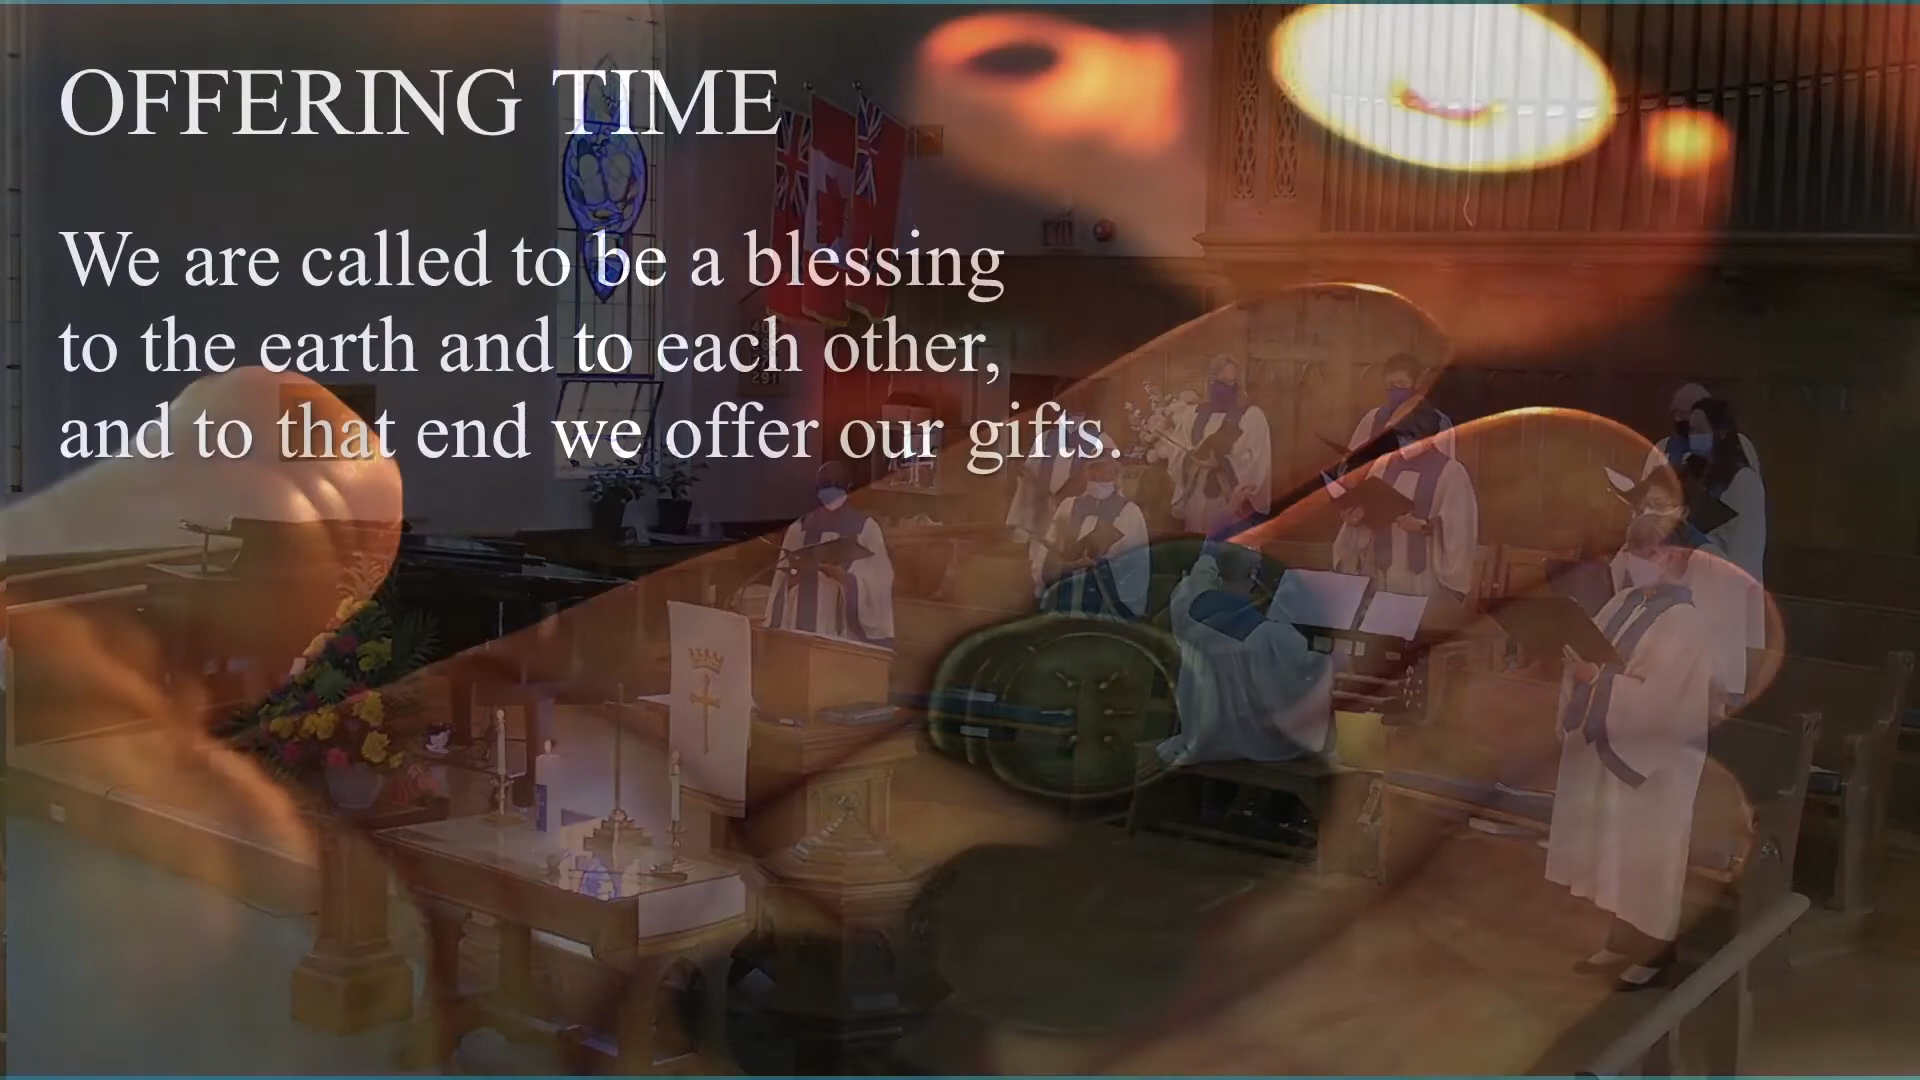 OFFERING TIME
We are called to be a blessing
to the earth and to each other,
and to that end we offer our gifts.